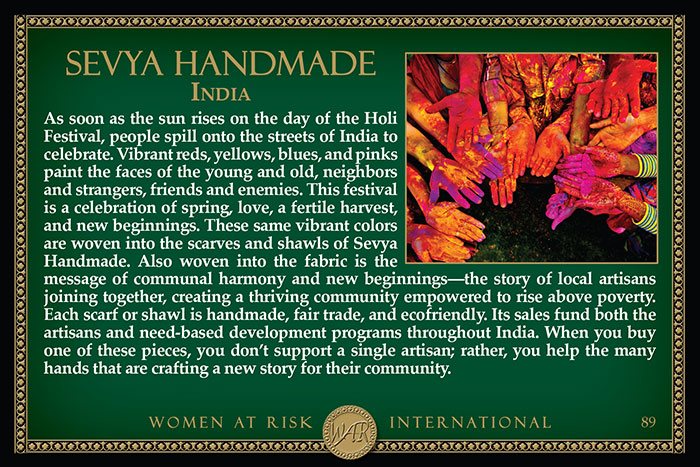 SEVYA HANDMADE
INDIA
As soon as the sun rises on the day of the Holi
Festival, people spill onto the streets of India to
celebrate. Vibrant reds, yellows, blues, and pinks
paint the faces of the young and old, neighbors
and strangers, friends and enemies. This festival
is a celebration of spring, love, a fertile harvest,
and new beginnings. These same vibrant colors
are woven into the scarves and shawls of Sevya
Handmade. Also woven into the fabric is the
message of communal harmony and new beginnings—the story of local artisans
joining together, creating a thriving community empowered to rise above poverty.
Each scarf or shawl is handmade, fair trade, and ecofriendly. Its sales fund both the
artisans and need-based development programs throughout India. When you buy
one of these pieces, you don't support a single artisan; rather, you help the many
hands that are crafting a new story for their community.
WOMEN AT RISK WAR INTERNATIONAL 89